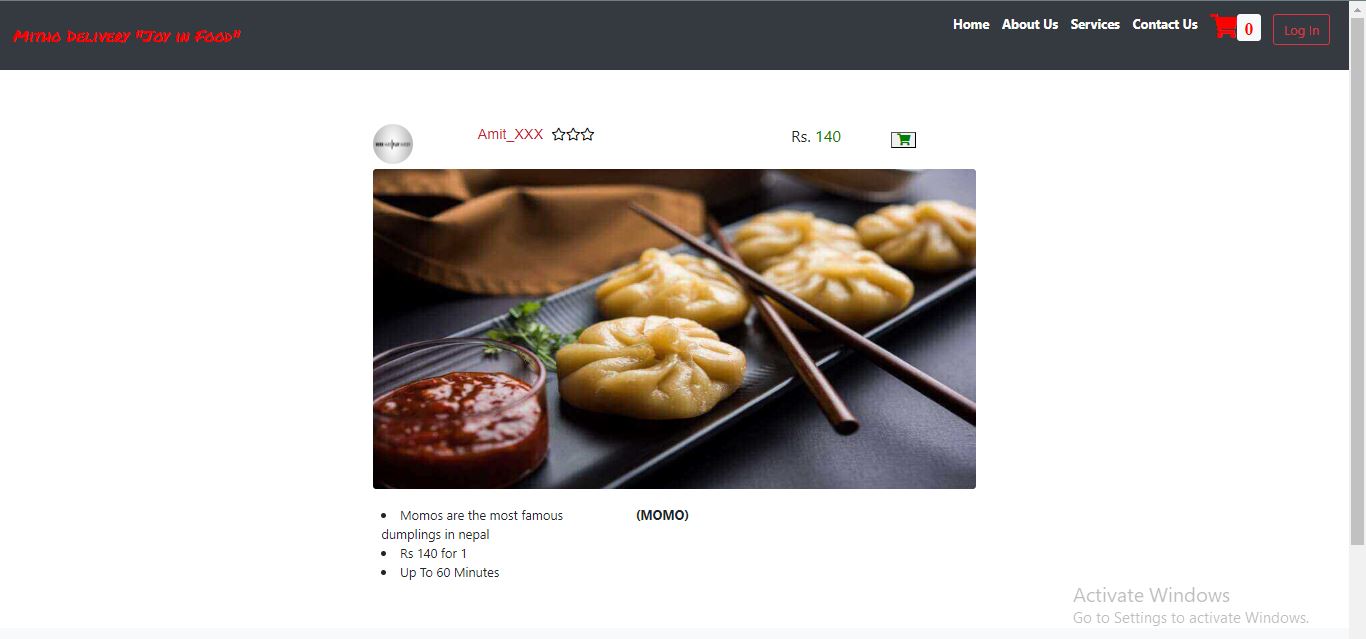 Mitho Delivery "Joy in Food"
Home About Us Services Contact Us 0 Log In
Amit_XXX Rs. 140
Momos are the most famous
dumplings in nepal
Rs 140 for 1
Up To 60 Minutes
(MOMO)
Activate Windows
Go to Settings to activate Windows.